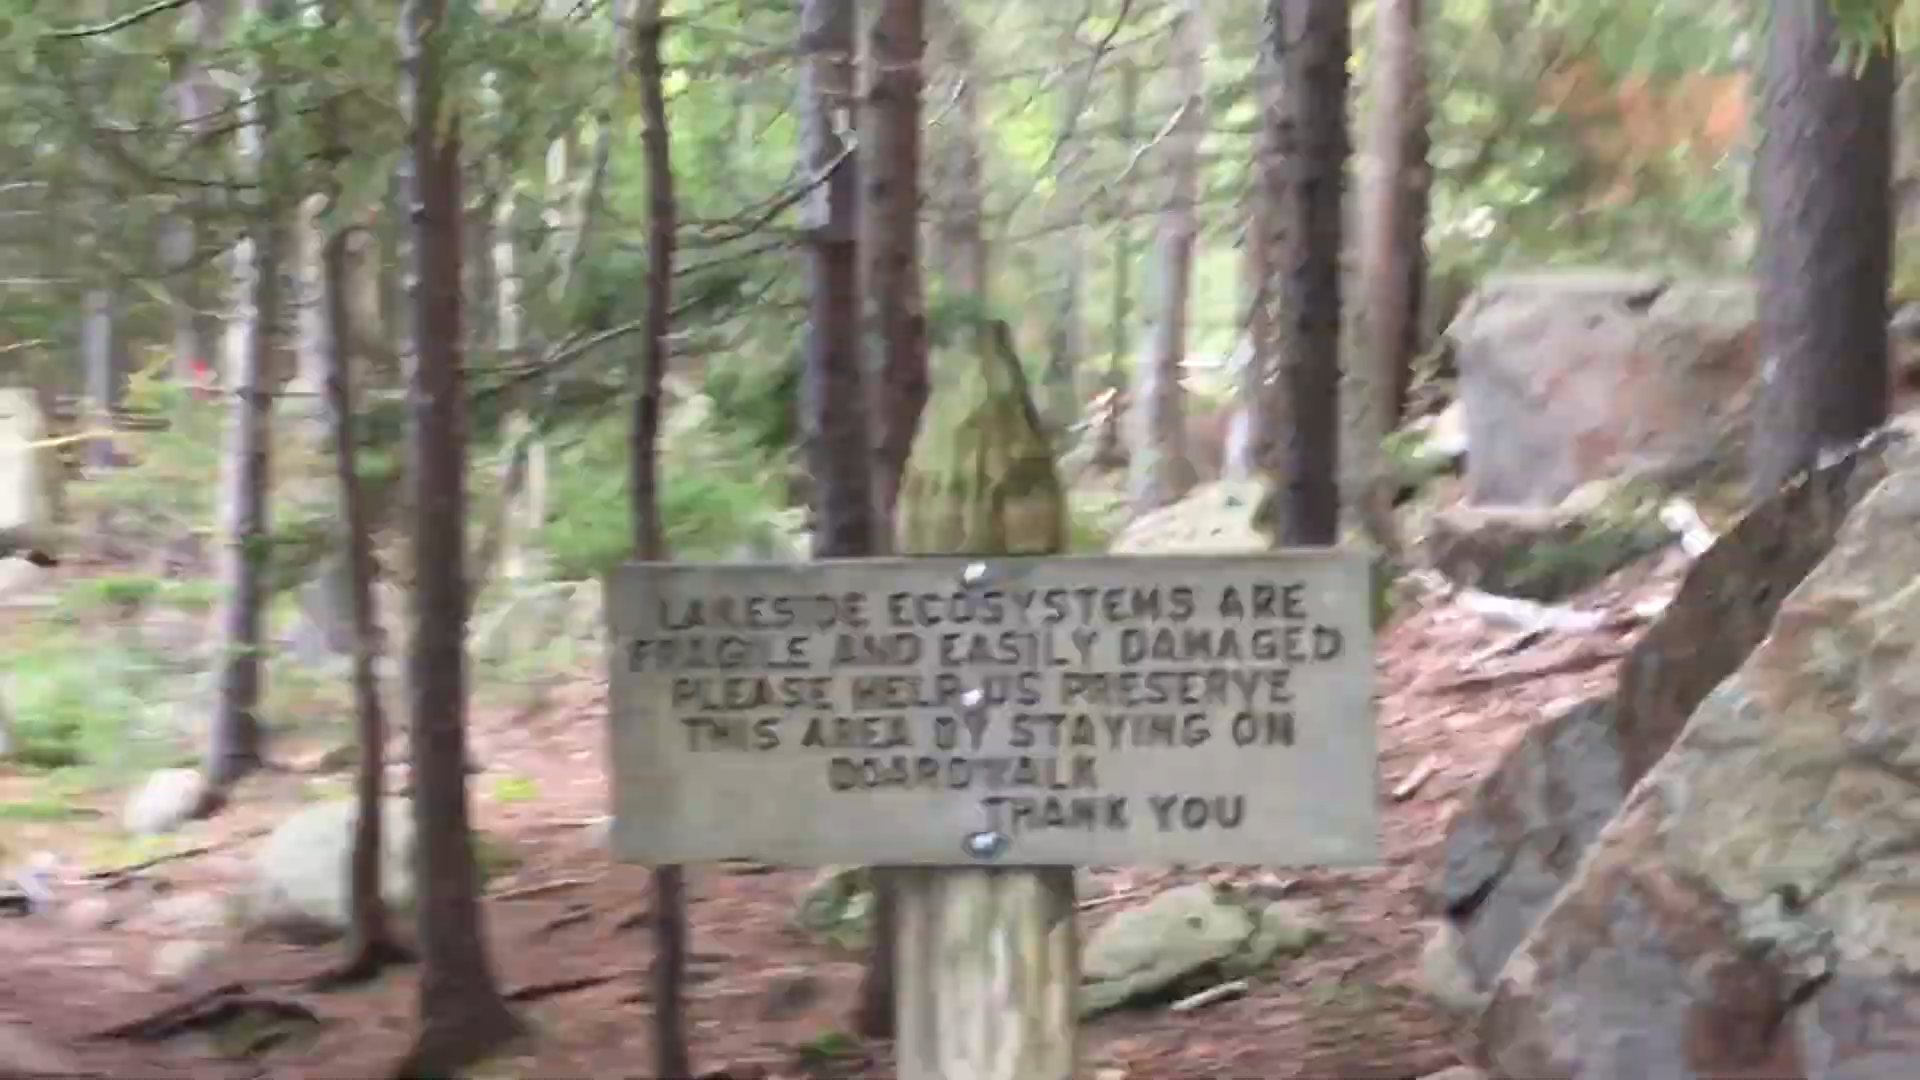 LAKESIDE ECOSYSTEMS ARE
FRAGILE AND EASILY DAMAGED
PLEASE HELP US PRESERVE
THIS AREA BY STAYING ON
BOARDWALK
THANK YOU